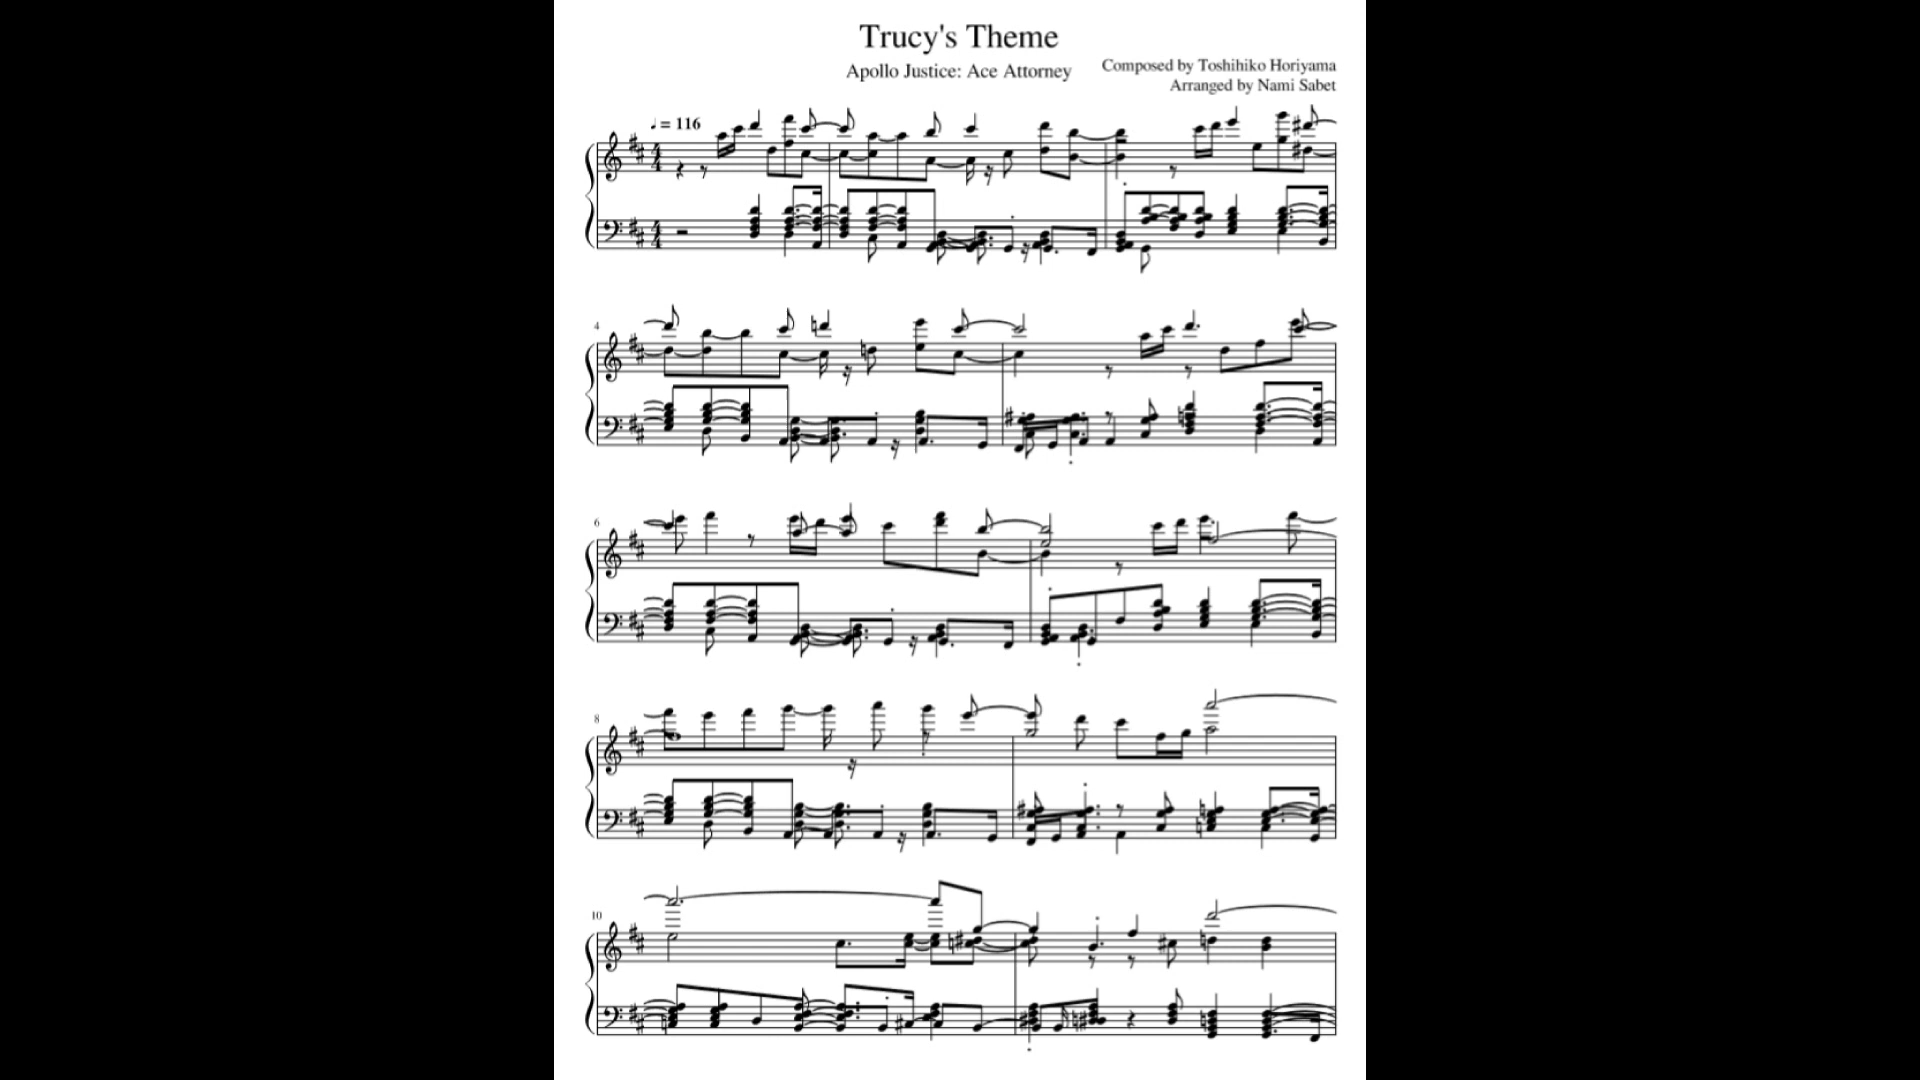 Trucy's Theme
Apollo Justice: Ace Attorney
Composed by Toshihiko Horiyama
Arranged by Nami Sabet
♩ = 116
4
6
8
10